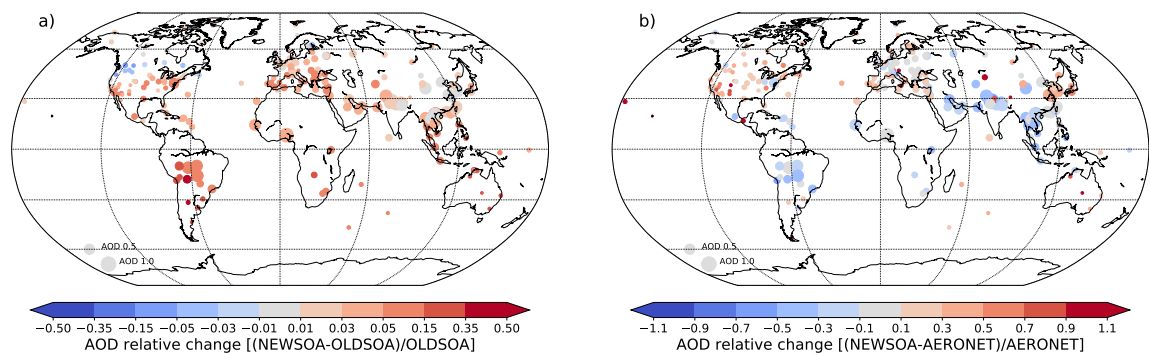 a)
AOD 0.5
AOD 1.0
−0.50 −0.35 −0.15 −0.05 −0.03 −0.01 0.01 0.03 0.05 0.15 0.35 0.50
AOD relative change [(NEWSOA-OLDSOA)/OLDSOA]
b)
AOD 0.5
AOD 1.0
−1.1 −0.9 −0.7 −0.5 −0.3 −0.1 0.1 0.3 0.5 0.7 0.9 1.1
AOD relative change [(NEWSOA-AERONET)/AERONET]